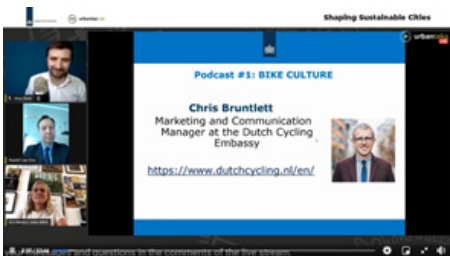 Shaping Sustainable Cities
Podcast #1: BIKE CULTURE
Chris Bruntlett
Marketing and Communication
Manager at the Dutch Cycling
Embassy
https://www.dutchcycling.nl/en/
and questions in the comments of the live stream.